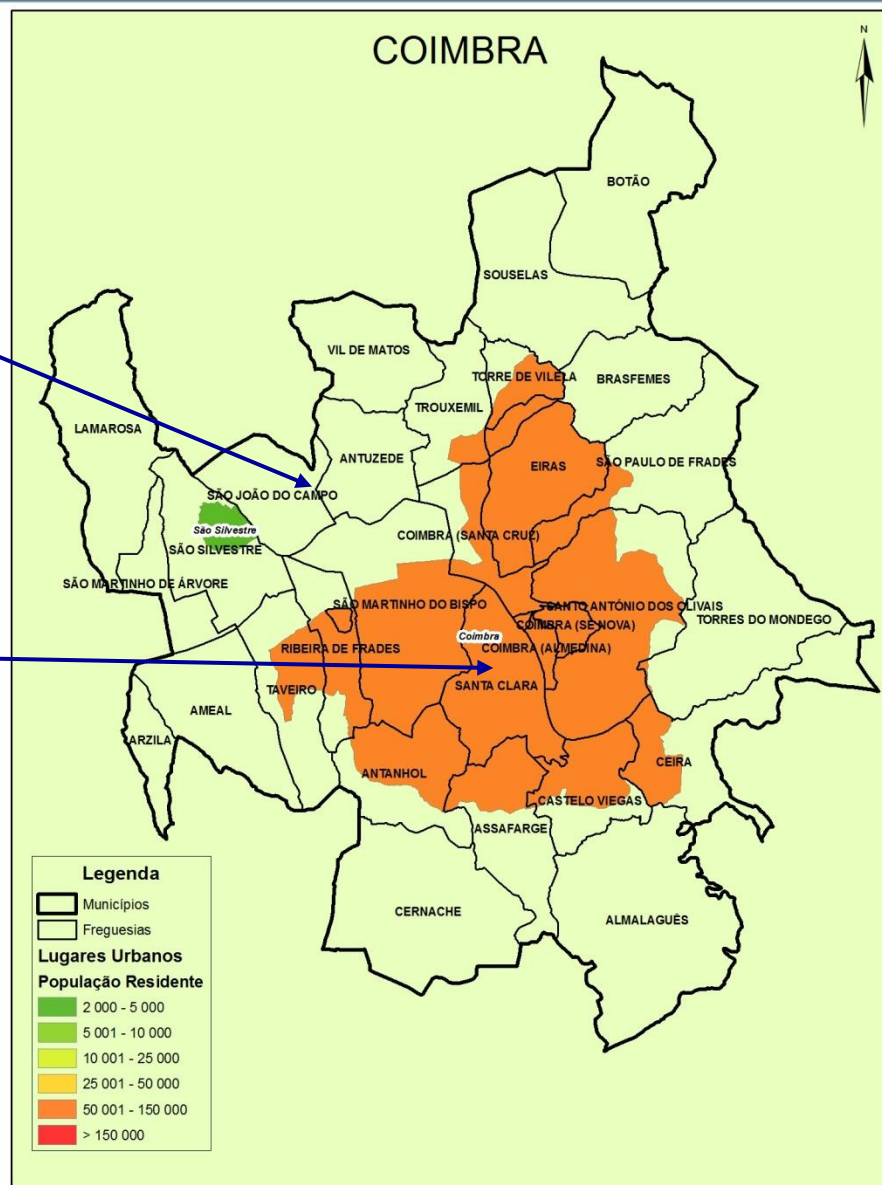 COIMBRA
N
BOTÃO
SOUSELAS
VIL DE MATOS
TORRE DE VILELA
BRASFEMES
TROUXEMIL
LAMAROSA
ANTUZEDE
EIRAS
SÃO PAULO DE FRADES
SÃO JOÃO DO CAMPO
São Silvestre
COIMBRA (SANTA CRUZ)
SÃO SILVESTRE
SÃO MARTINHO DE ÁRVORE
SÃO MARTINHO DO BISPO
SANTO ANTÓNIO DOS OLIVAIS
TORRES DO MONDEGO
COIMBRA (SÉ NOVA)
Coimbra
RIBEIRA DE FRADES
COIMBRA (ALMEDINA)
SANTA CLARA
TAVEIRO
AMEAL
ARZILA
CEIRA
ANTANHOL
CASTELO VIEGAS
ASSAFARGE
CERNACHE
ALMALAGUÊS
Legenda
Municípios
Freguesias
Lugares Urbanos
População Residente
2 000 - 5 000
5 001 - 10 000
10 001 - 25 000
25 001 - 50 000
50 001 - 150 000
> 150 000